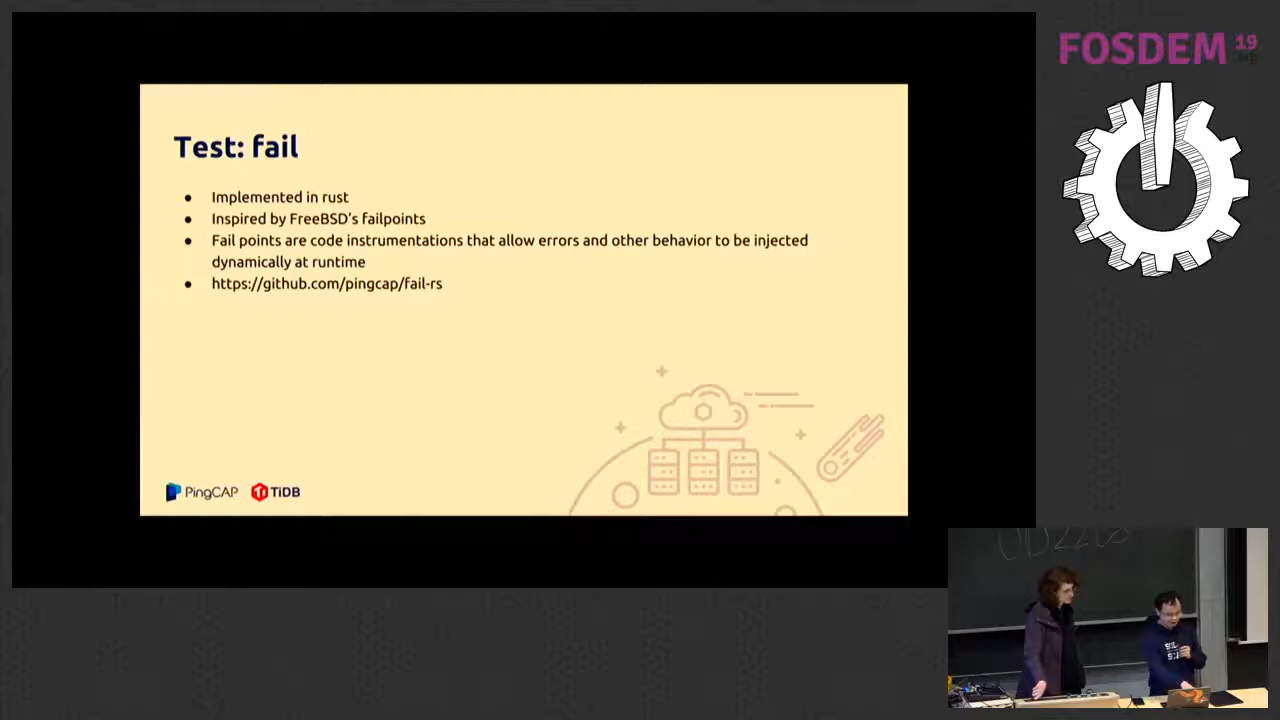 FOSDEM 19
.org
Test: fail
● Implemented in rust
● Inspired by FreeBSD's failpoints
● Fail points are code instrumentations that allow errors and other behavior to be injected
dynamically at runtime
● https://github.com/pingcap/fail-rs
PingCAP TiDB